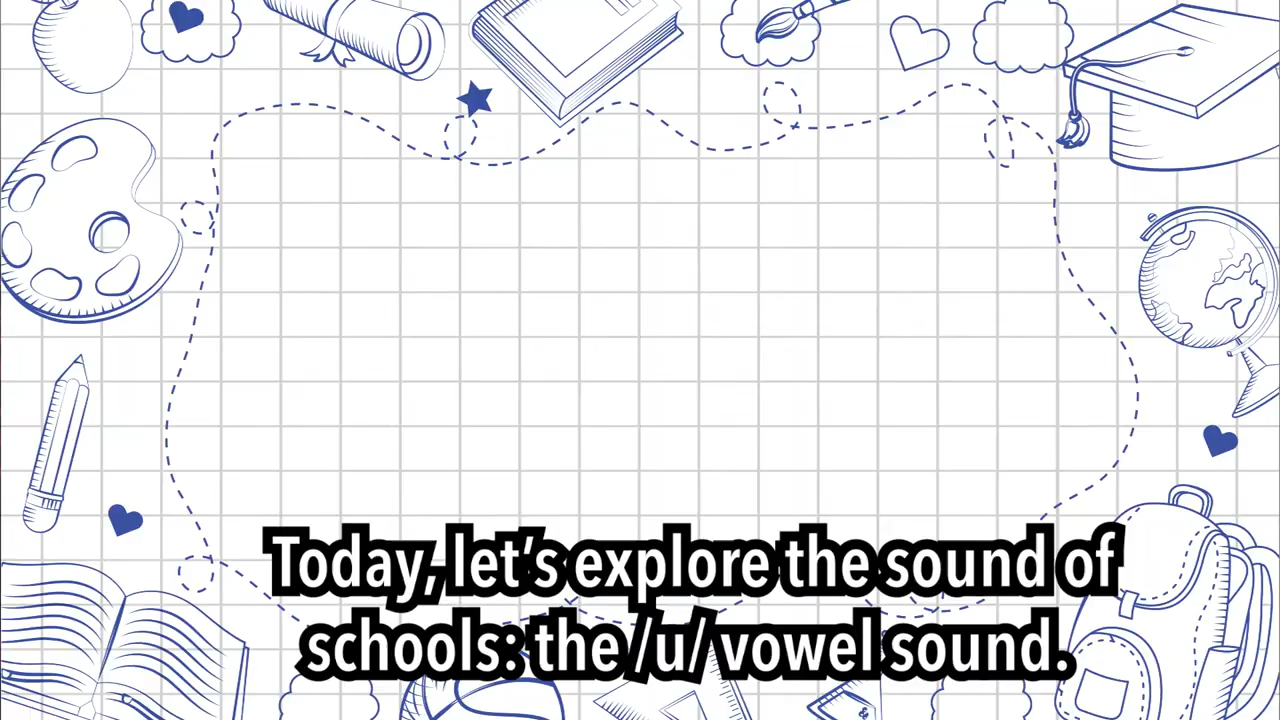 Today, let’s explore the sound of
schools: the /u/ vowel sound.